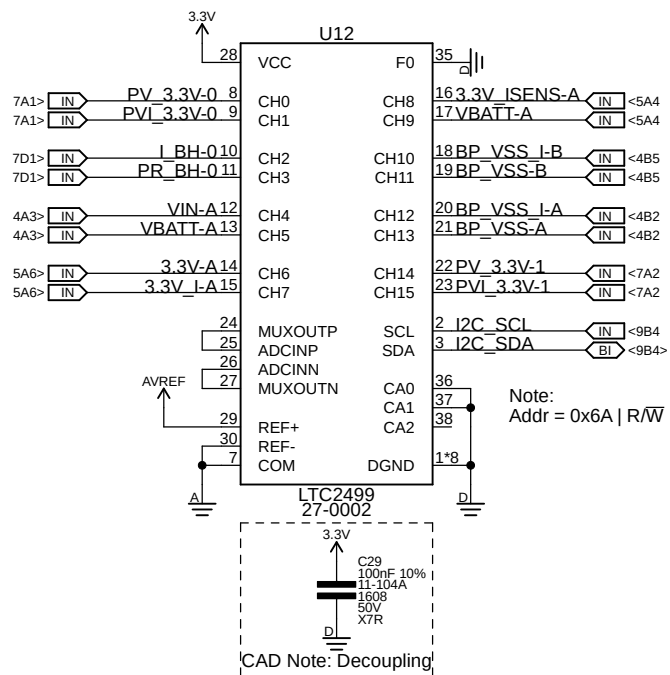 3.3V
U12
28 VCC F0 35 D
7A1> IN PV_3.3V-0 8 CH0 CH8 16 3.3V_ISENS-A IN <5A4
7A1> IN PVI_3.3V-0 9 CH1 CH9 17 VBATT-A IN <5A4
7D1> IN I_BH-0 10 CH2 CH10 18 BP_VSS_I-B IN <4B5
7D1> IN PR_BH-0 11 CH3 CH11 19 BP_VSS-B IN <4B5
4A3> IN VIN-A 12 CH4 CH12 20 BP_VSS_I-A IN <4B2
4A3> IN VBATT-A 13 CH5 CH13 21 BP_VSS-A IN <4B2
5A6> IN 3.3V-A 14 CH6 CH14 22 PV_3.3V-1 IN <7A2
5A6> IN 3.3V_I-A 15 CH7 CH15 23 PVI_3.3V-1 IN <7A2
24 MUXOUTP SCL 2 I2C_SCL IN <9B4
25 ADCINP SDA 3 I2C_SDA BI <9B4>
26 ADCINN
27 MUXOUTN CA0 36
AVREF CA1 37
29 REF+ CA2 38
30 REF-
7 COM DGND 1*8
Note:
Addr = 0x6A | R/W̅
A D
LTC2499
27-0002
3.3V
C29
100nF 10%
11-104A
1608
50V
X7R
D
CAD Note: Decoupling